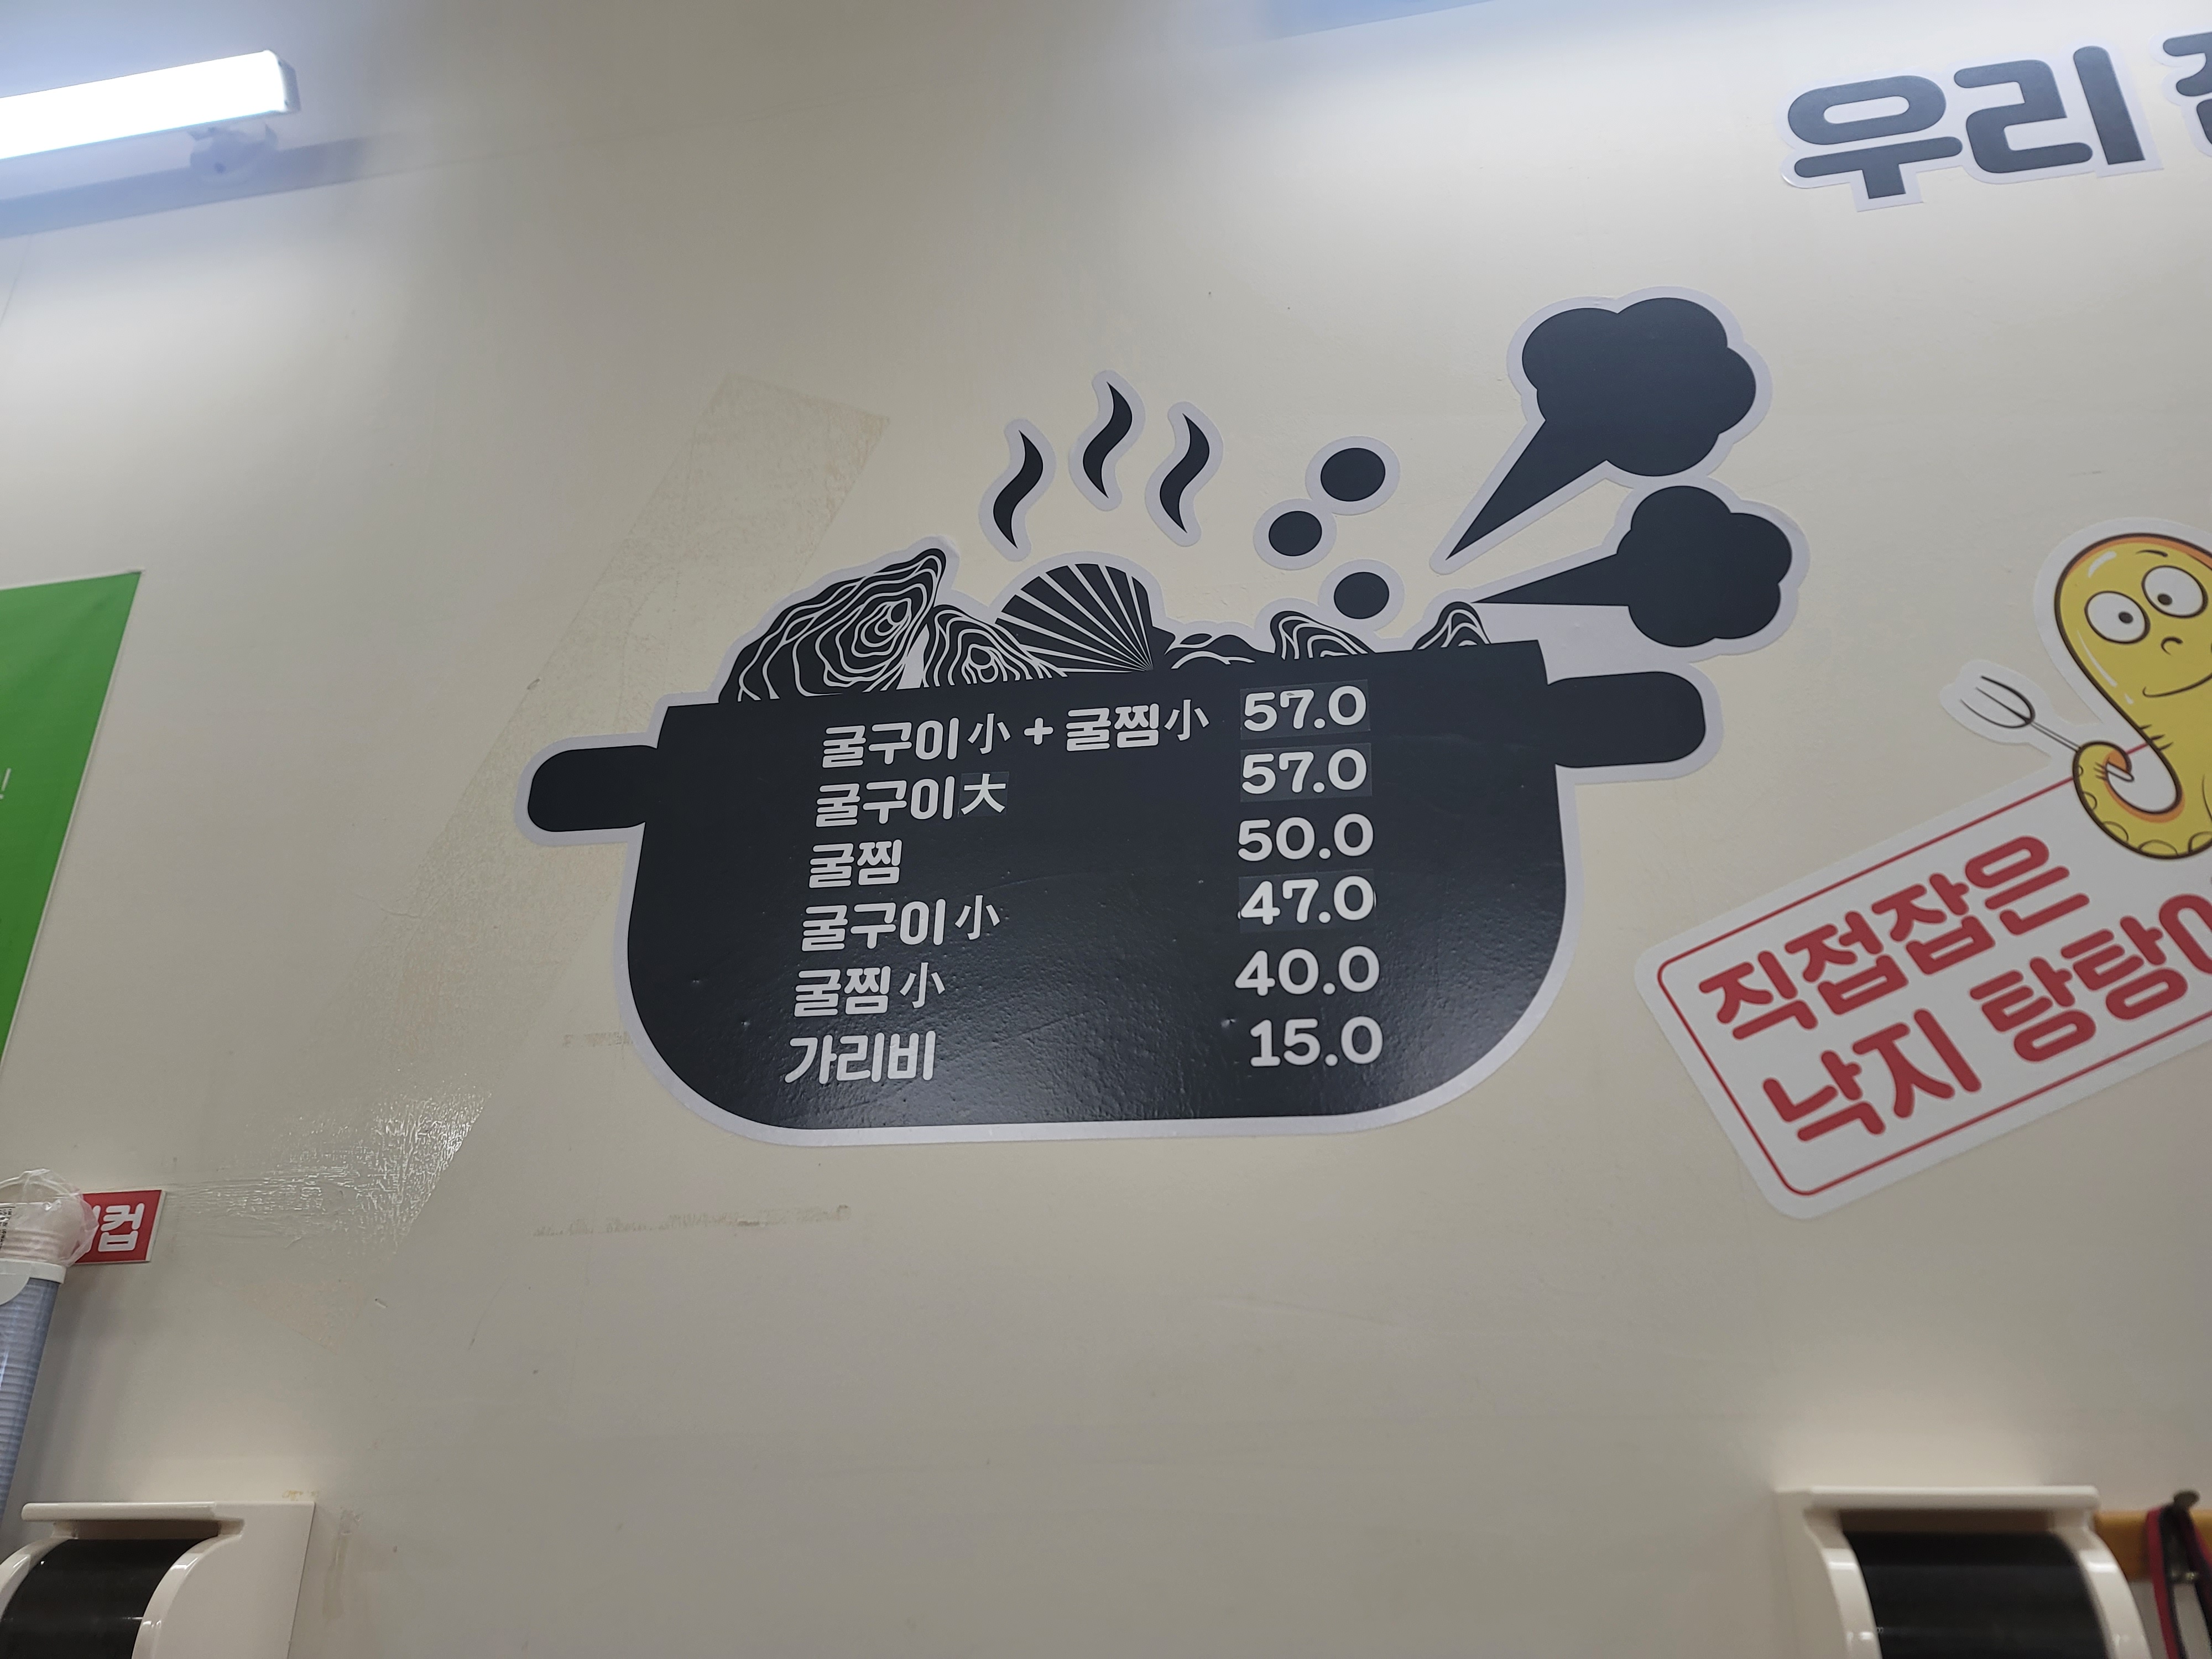 우리
굴구이小 + 굴찜小 57.0
굴구이大 57.0
굴찜 50.0
굴구이小 47.0
굴찜小 40.0
가리비 15.0
직접잡은
낙지 탕탕이
!
컵